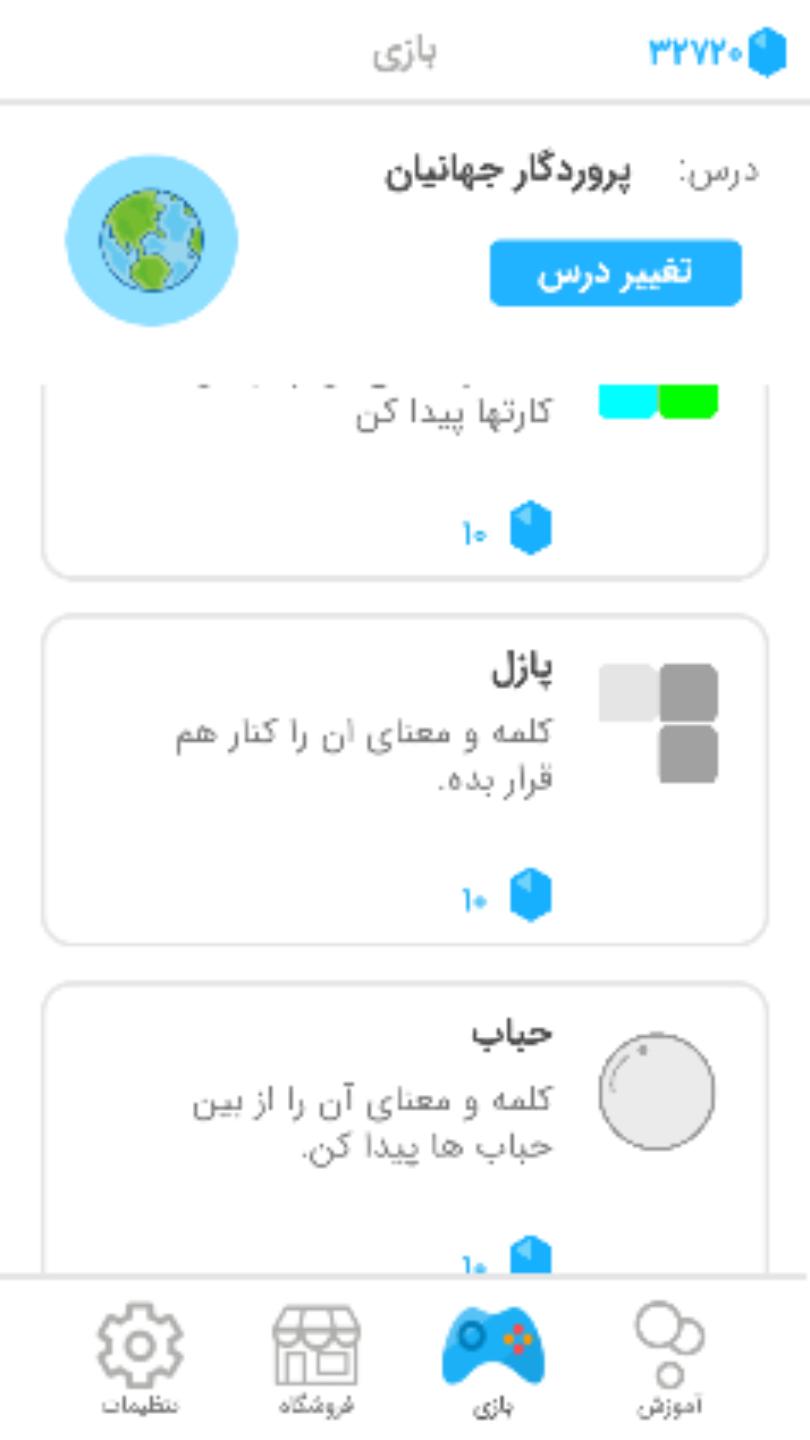 ۳۲۷۲۰
بازی
درس: پروردگار جهانیان
تغییر درس
کارتها پیدا کن
۱۰
پازل
کلمه و معنای ان را کنار هم
قرار بده.
۱۰
حباب
کلمه و معنای آن را از بین
حباب ها پیدا کن.
۱۰
آموزش
بازی
فروشگاه
تنظیمات